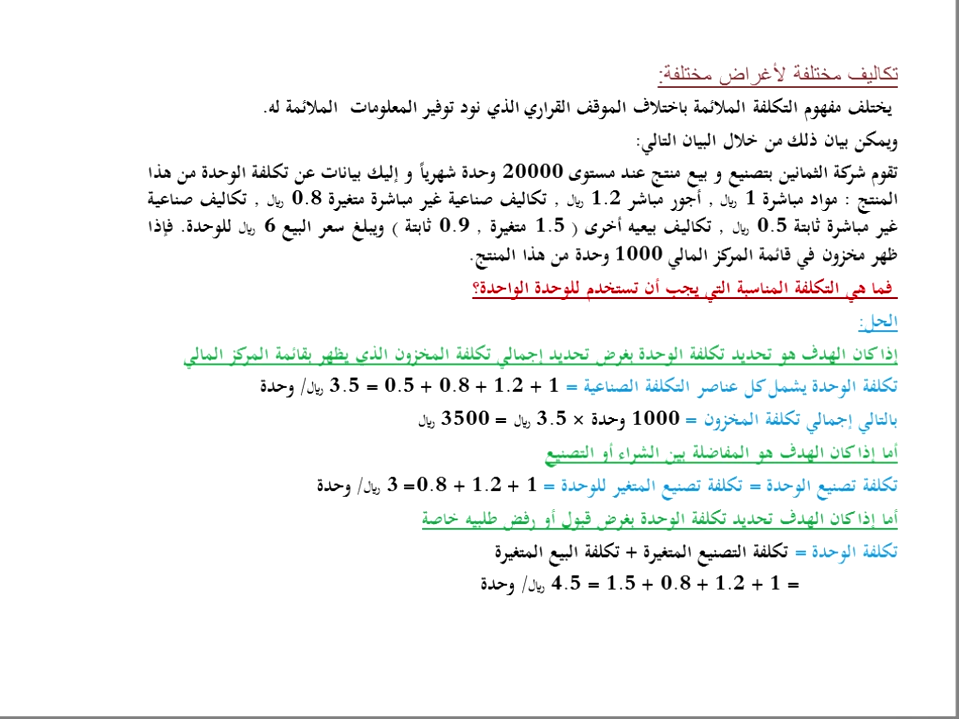 تكاليف مختلفة لأغراض مختلفة:
يختلف مفهوم التكلفة الملائمة باختلاف الموقف القراري الذي نود توفير المعلومات الملائمة له.
ويمكن بيان ذلك من خلال البيان التالي:
تقوم شركة الثمانين بتصنيع و بيع منتج عند مستوى 20000 وحدة شهرياً و إليك بيانات عن تكلفة الوحدة من هذا
المنتج : مواد مباشرة 1 ريال , أجور مباشر 1.2 ريال , تكاليف صناعية غير مباشرة متغيرة 0.8 ريال , تكاليف صناعية
غير مباشرة ثابتة 0.5 ريال , تكاليف بيعيه أخرى ( 1.5 متغيرة , 0.9 ثابتة ) ويبلغ سعر البيع 6 ريال للوحدة. فإذا
ظهر مخزون في قائمة المركز المالي 1000 وحدة من هذا المنتج.
فما هي التكلفة المناسبة التي يجب أن تستخدم للوحدة الواحدة؟
الحل:
إذا كان الهدف هو تحديد تكلفة الوحدة بغرض تحديد إجمالي تكلفة المخزون الذي يظهر بقائمة المركز المالي
تكلفة الوحدة يشمل كل عناصر التكلفة الصناعية = 1 + 1.2 + 0.8 + 0.5 = 3.5 ريال/ وحدة
بالتالي إجمالي تكلفة المخزون = 1000 وحدة × 3.5 ريال = 3500 ريال
أما إذا كان الهدف هو المفاضلة بين الشراء أو التصنيع
تكلفة تصنيع الوحدة = تكلفة تصنيع المتغير للوحدة = 1 + 1.2 + 0.8= 3 ريال/ وحدة
أما إذا كان الهدف تحديد تكلفة الوحدة بغرض قبول أو رفض طلبيه خاصة
تكلفة الوحدة = تكلفة التصنيع المتغيرة + تكلفة البيع المتغيرة
= 1 + 1.2 + 0.8 + 1.5 = 4.5 ريال/ وحدة